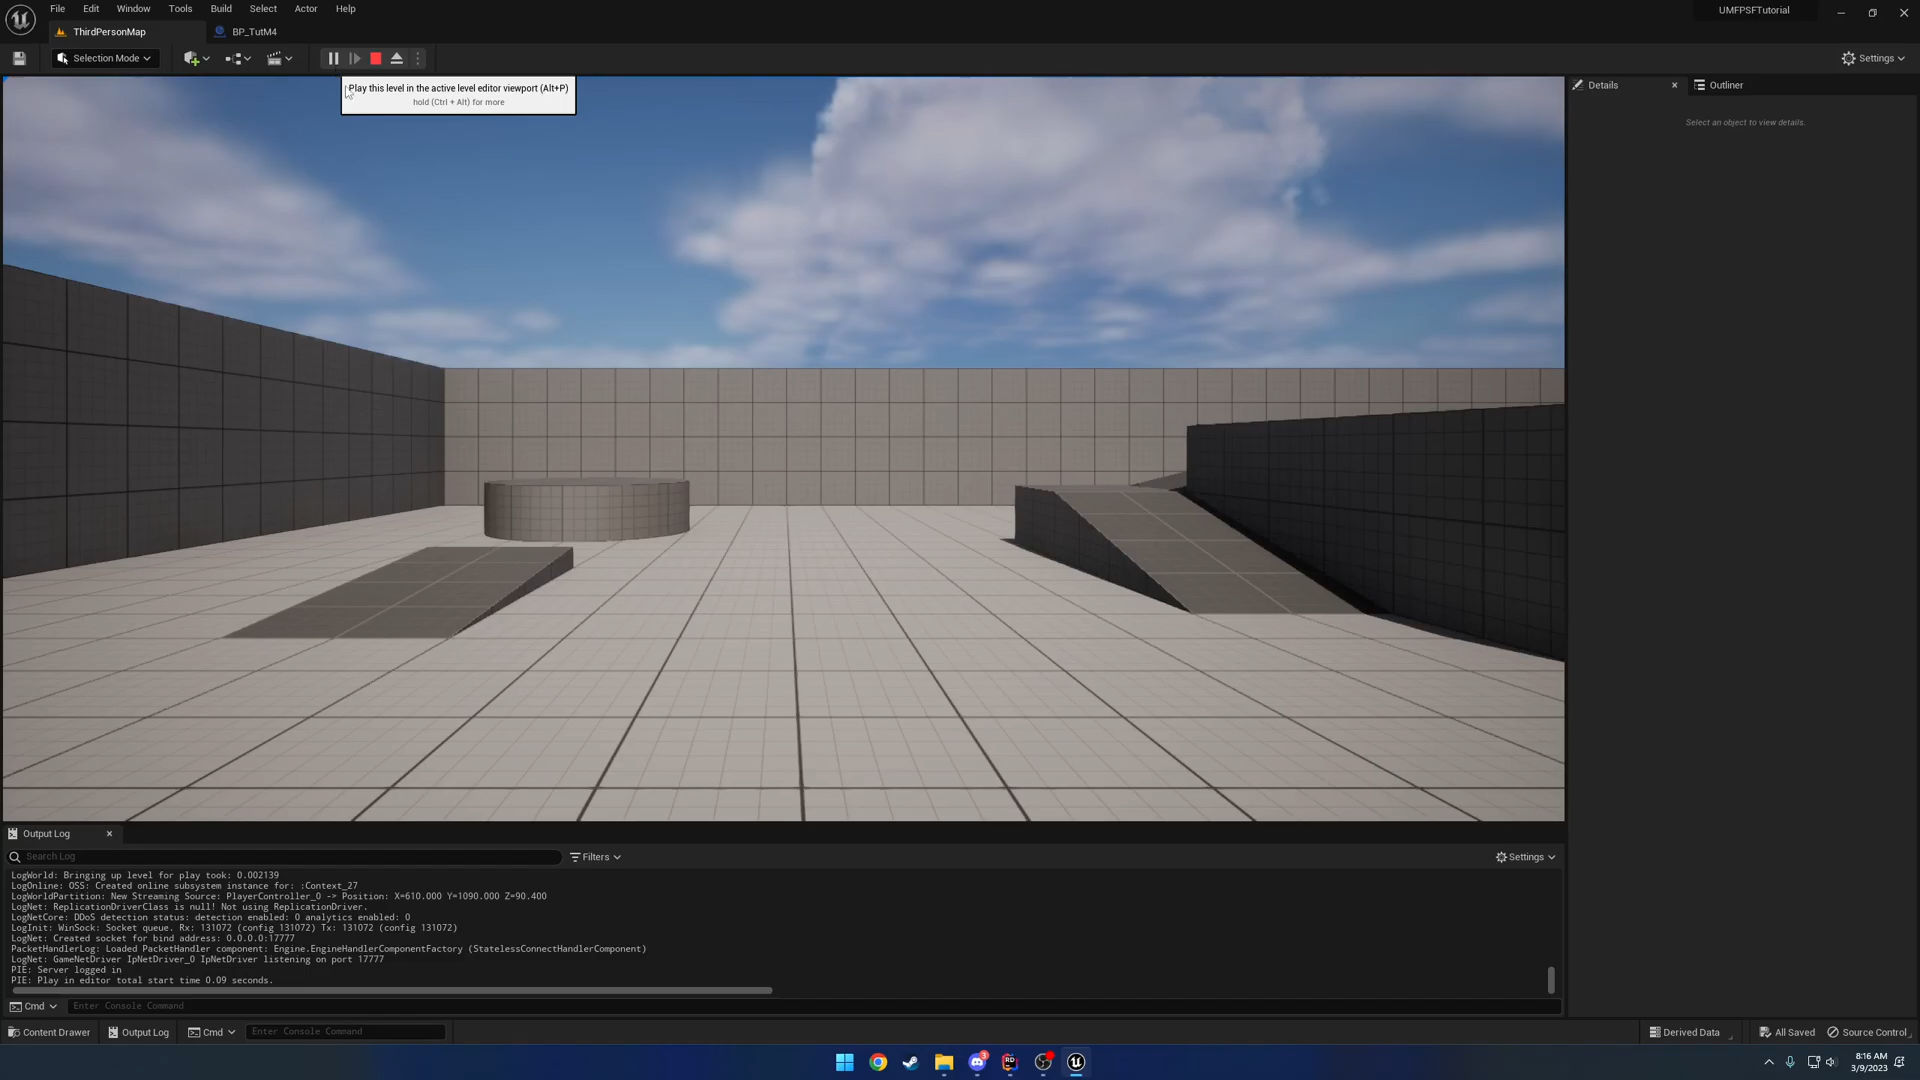 File Edit Window Tools Build Select Actor Help
UMFPSFTutorial
ThirdPersonMap
BP_TutM4
Selection Mode
Settings
Play this level in the active level editor viewport (Alt+P)
hold (Ctrl + Alt) for more
Details
Outliner
Select an object to view details.
Output Log
Search Log
Filters
Settings
LogWorld: Bringing up level for play took: 0.002139
LogOnline: OSS: Created online subsystem instance for: :Context_27
LogWorldPartition: New Streaming Source: PlayerController_0 -> Position: X=610.000 Y=1090.000 Z=90.400
LogNet: ReplicationDriverClass is null! Not using ReplicationDriver.
LogNetCore: DDoS detection status: detection enabled: 0 analytics enabled: 0
LogInit: WinSock: Socket queue. Rx: 131072 (config 131072) Tx: 131072 (config 131072)
LogNet: Created socket for bind address: 0.0.0.0:17777
PacketHandlerLog: Loaded PacketHandler component: Engine.EngineHandlerComponentFactory (StatelessConnectHandlerComponent)
LogNet: GameNetDriver IpNetDriver_0 IpNetDriver listening on port 17777
PIE: Server logged in
PIE: Play in editor total start time 0.09 seconds.
Cmd
Enter Console Command
Content Drawer
Output Log
Cmd
Enter Console Command
Derived Data
All Saved
Source Control
3
RD
8:16 AM
3/9/2023